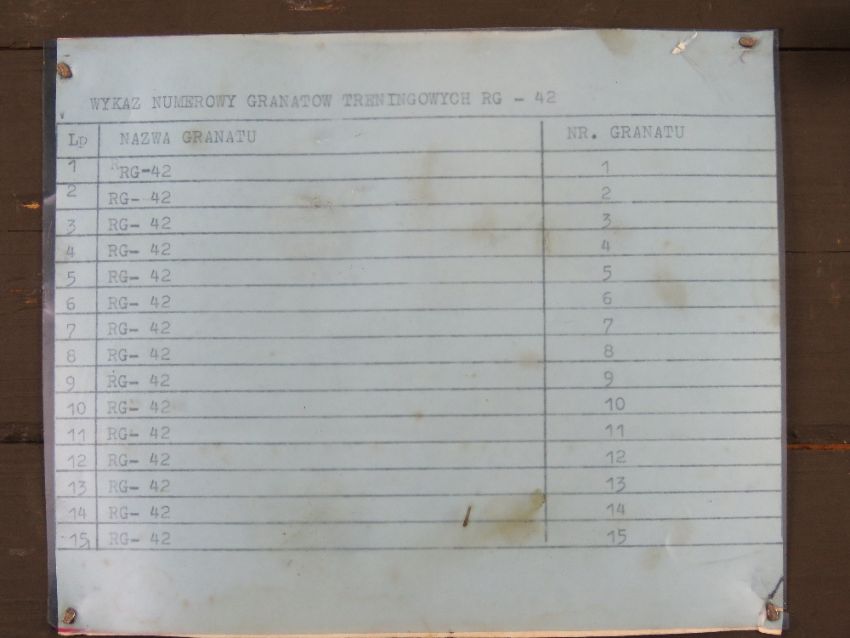 WYKAZ NUMEROWY GRANATOW TRENINGOWYCH RG - 42
Lp NAZWA GRANATU NR. GRANATU
1 RG-42 1
2 RG- 42 2
3 RG- 42 3
4 RG- 42 4
5 RG- 42 5
6 RG- 42 6
7 RG- 42 7
8 RG- 42 8
9 RG- 42 9
10 RG- 42 10
11 RG- 42 11
12 RG- 42 12
13 RG- 42 13
14 RG- 42 14
15 RG- 42 15